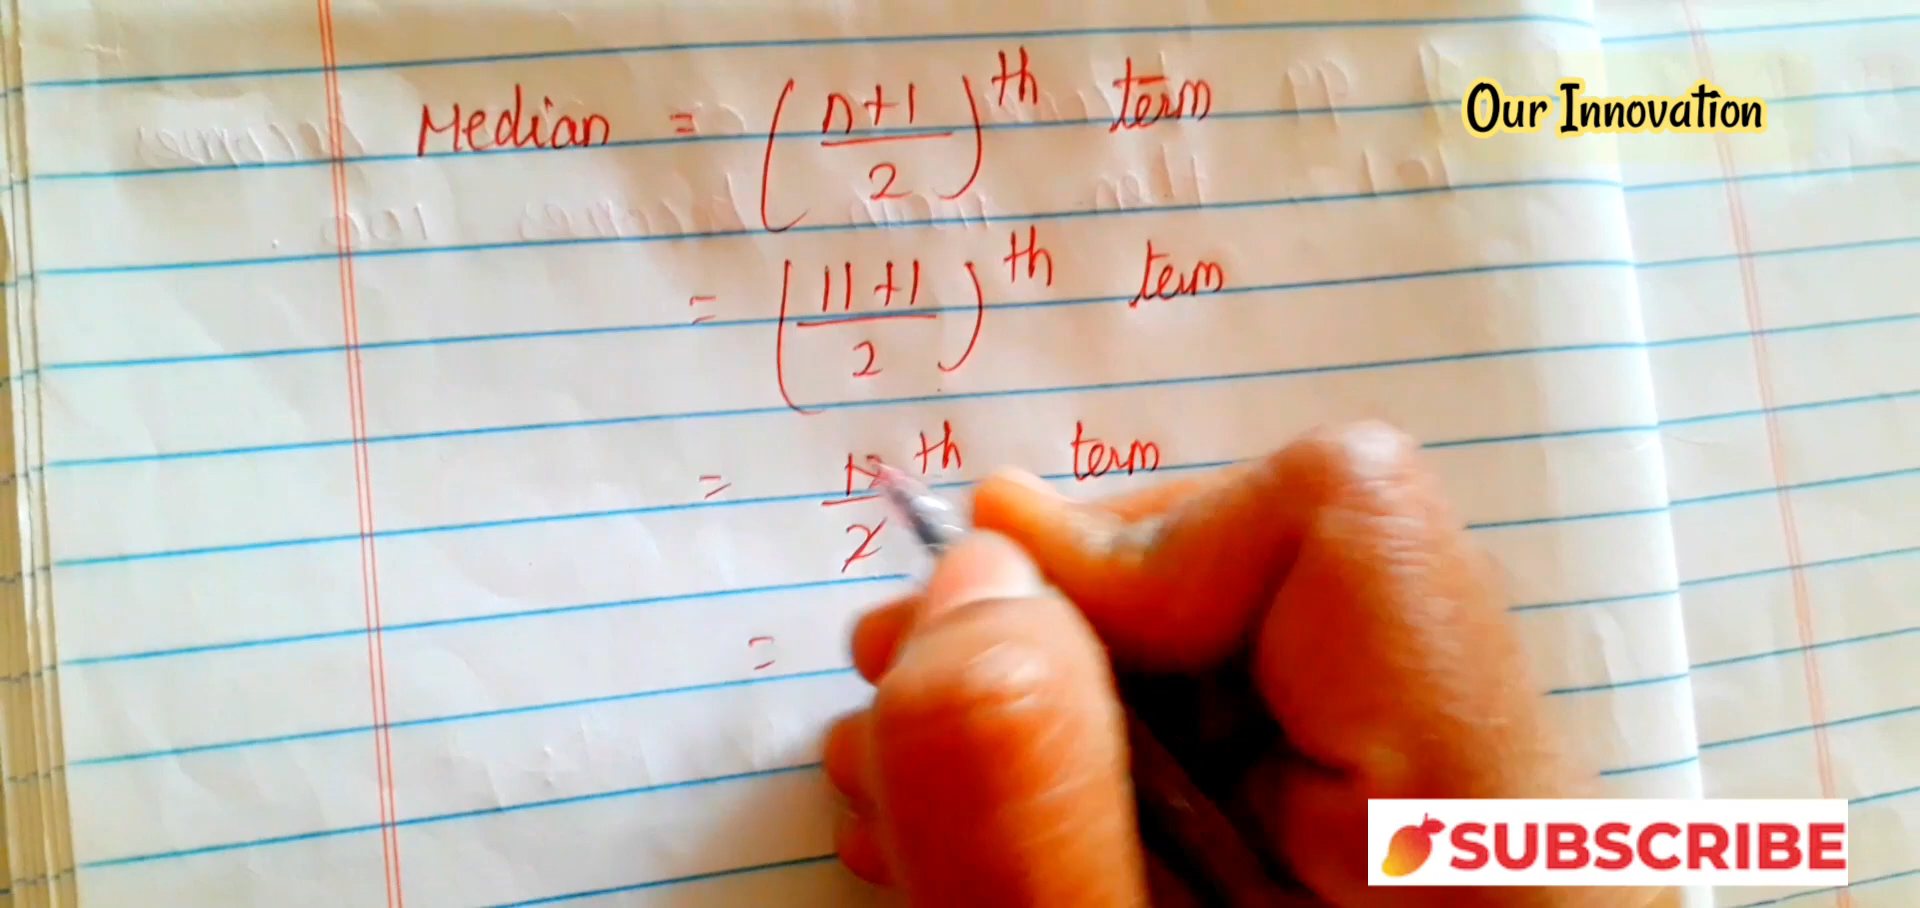 Median = (n+1/2)th term
Our Innovation
= (11+1/2)th term
= 12/2 th term
=
SUBSCRIBE